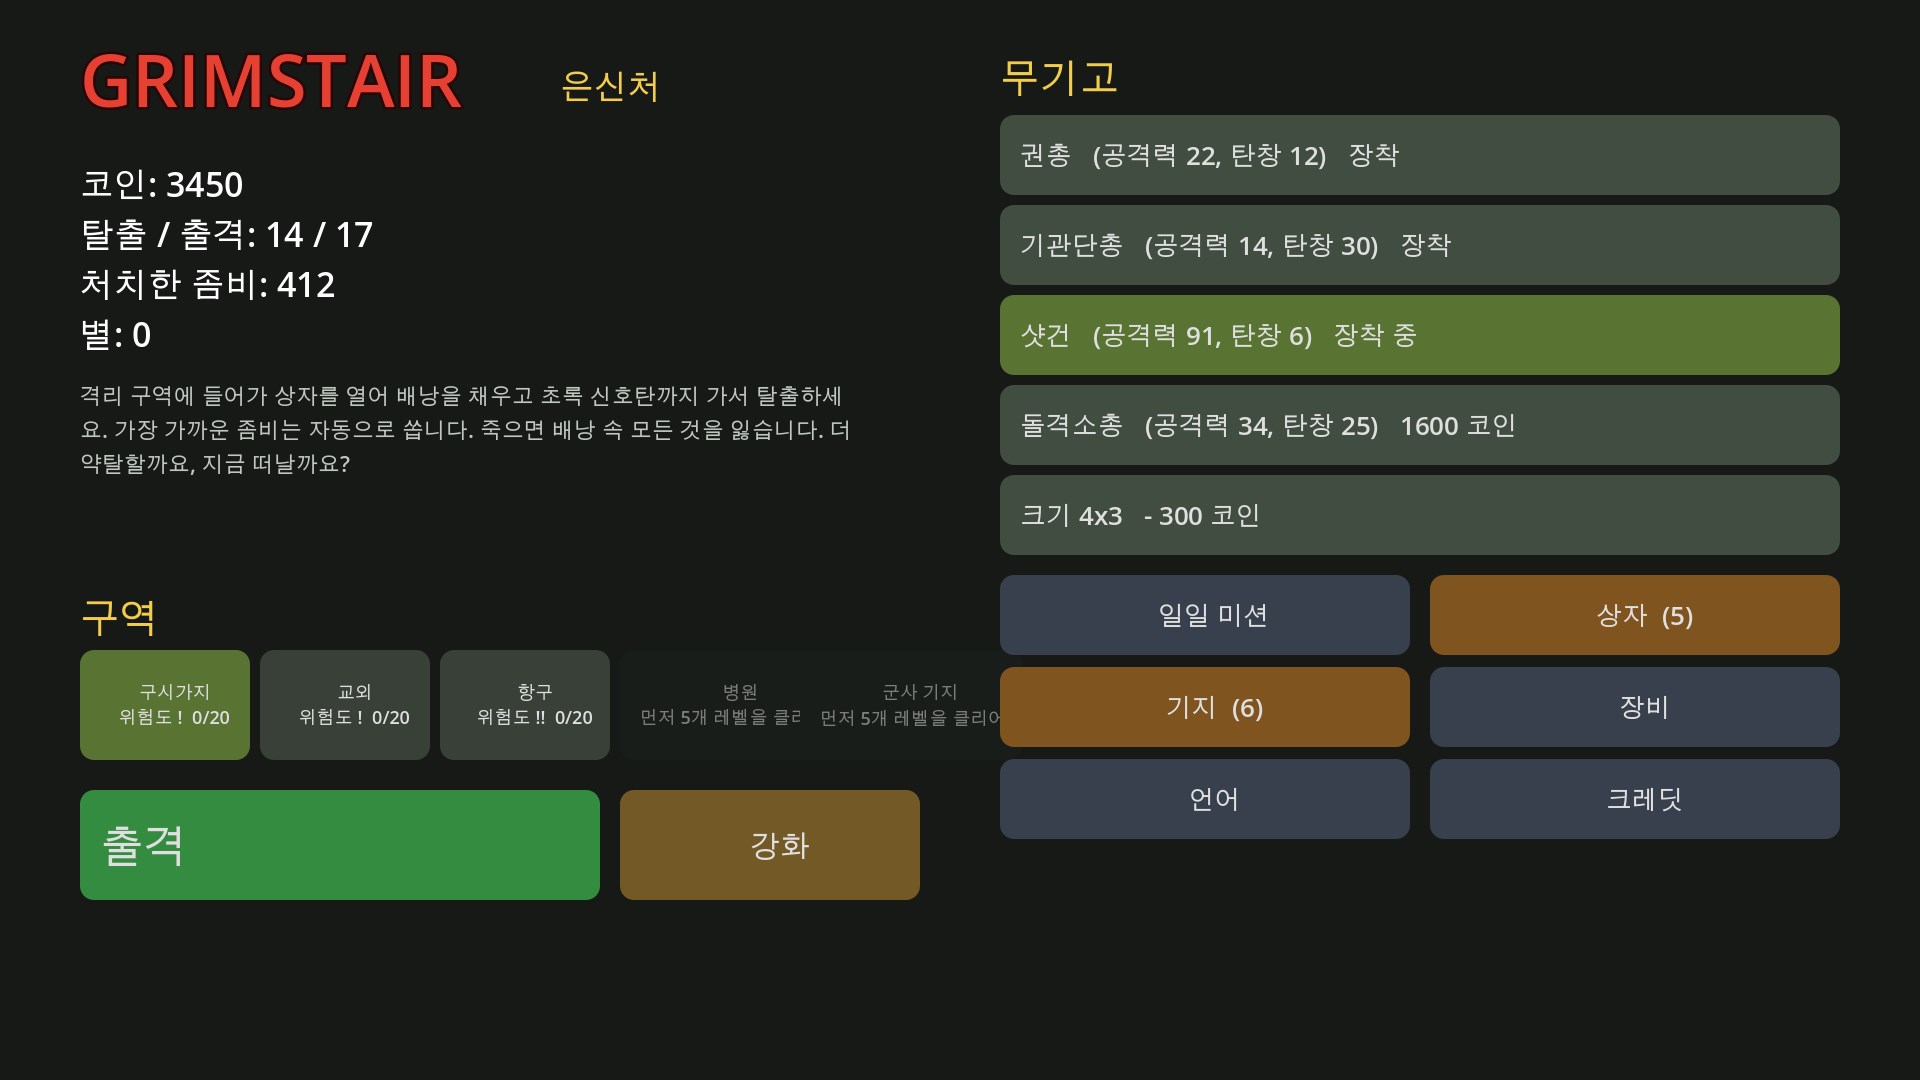 GRIMSTAIR
은신처
코인: 3450
탈출 / 출격: 14 / 17
처치한 좀비: 412
별: 0
격리 구역에 들어가 상자를 열어 배낭을 채우고 초록 신호탄까지 가서 탈출하세
요. 가장 가까운 좀비는 자동으로 쏩니다. 죽으면 배낭 속 모든 것을 잃습니다. 더
약탈할까요, 지금 떠날까요?
구역
구시가지
위험도 ! 0/20
교외
위험도 ! 0/20
항구
위험도 !! 0/20
병원
먼저 5개 레벨을
군사 기지
먼저 5개 레벨을 클리어
출격
강화
무기고
권총 (공격력 22, 탄창 12) 장착
기관단총 (공격력 14, 탄창 30) 장착
샷건 (공격력 91, 탄창 6) 장착 중
돌격소총 (공격력 34, 탄창 25) 1600 코인
크기 4x3 - 300 코인
일일 미션
상자 (5)
기지 (6)
장비
언어
크레딧